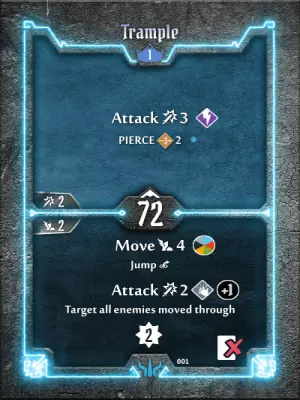 Trample
1
Attack 3
PIERCE 2
72
2
2
Move 4
Jump
Attack 2 +1
Target all enemies moved through
2
001